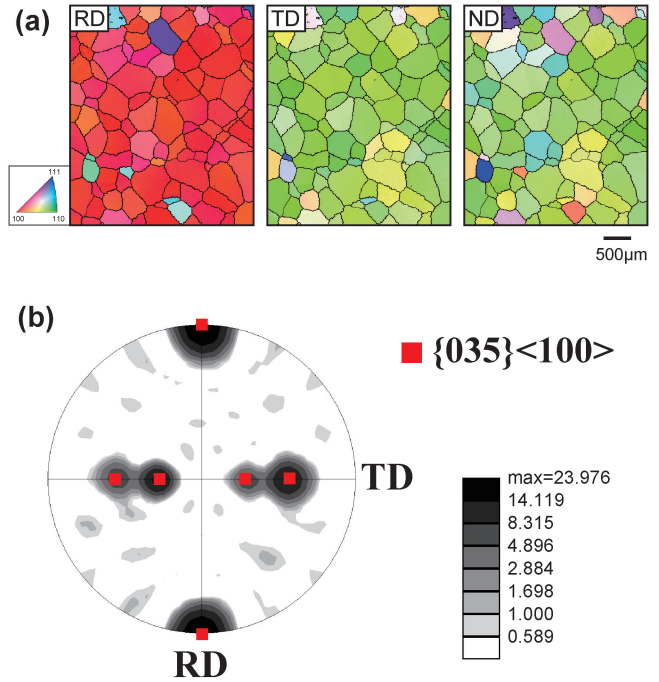 (a)
RD
TD
ND
111
100
110
500μm
(b)
{035}<100>
TD
RD
max=23.976
14.119
8.315
4.896
2.884
1.698
1.000
0.589